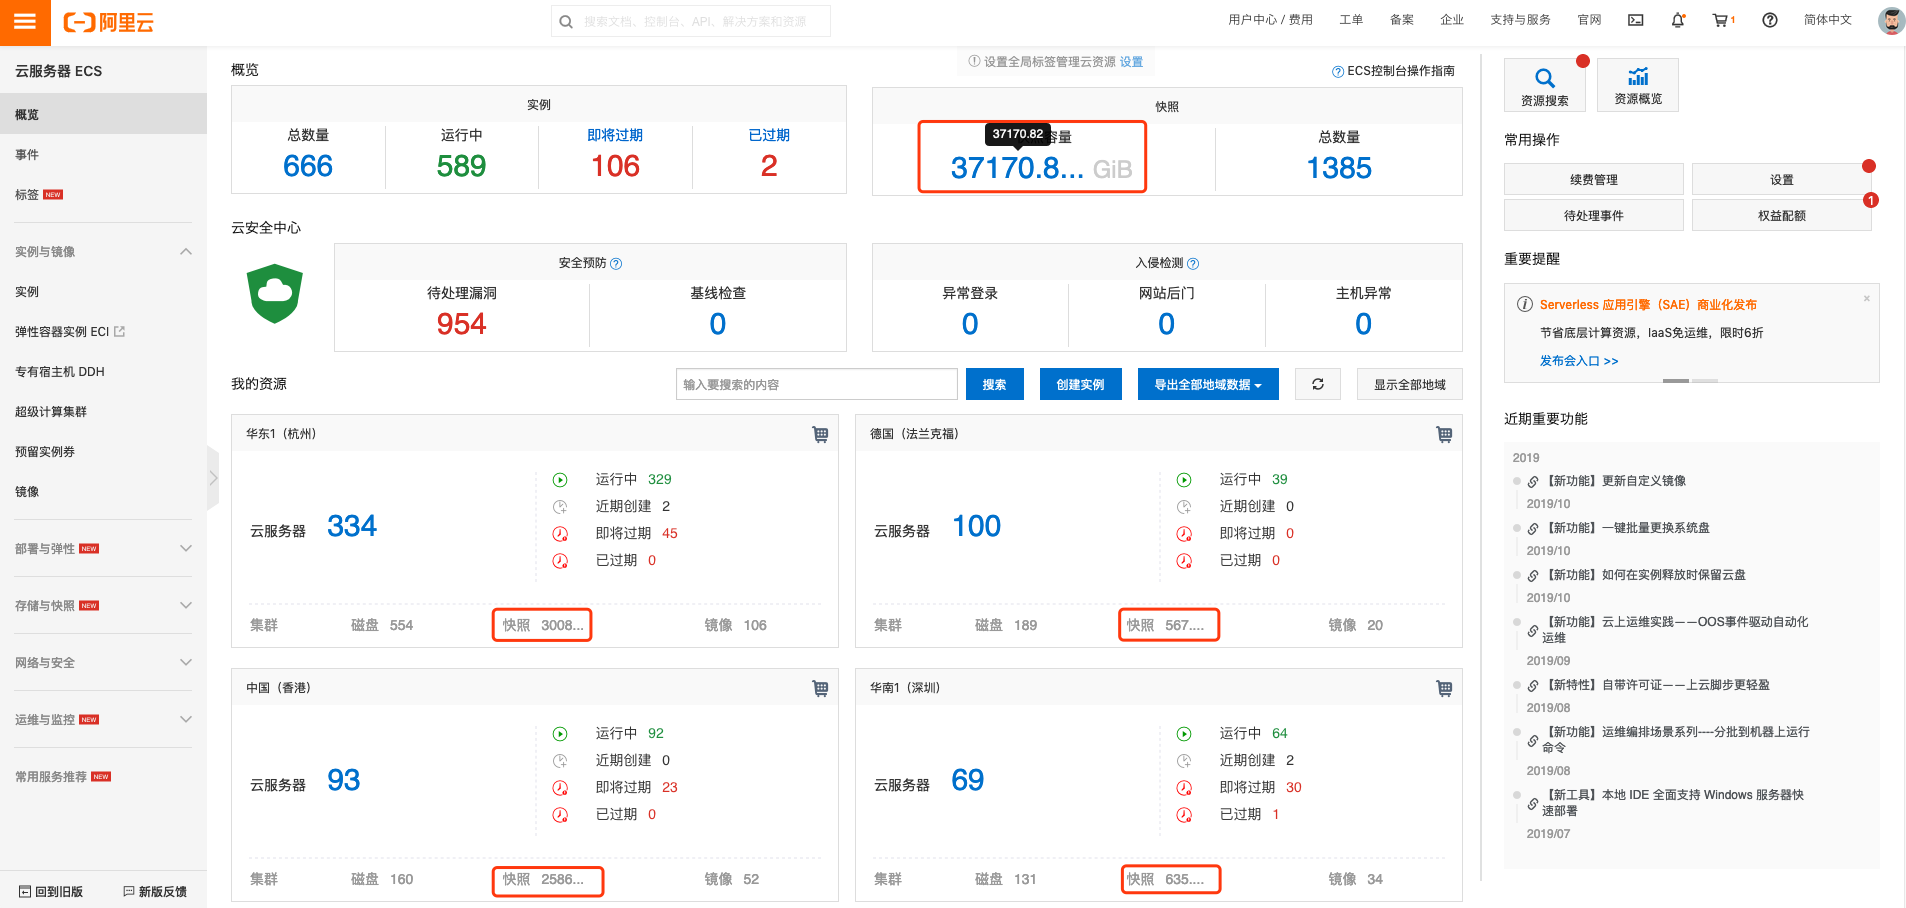 阿里云
搜索文档、控制台、API、解决方案和资源
用户中心 / 费用
工单
备案
企业
支持与服务
官网
1
简体中文
云服务器 ECS
概览
事件
标签 NEW
实例与镜像
实例
弹性容器实例 ECI
专有宿主机 DDH
超级计算集群
预留实例券
镜像
部署与弹性 NEW
存储与快照 NEW
网络与安全
运维与监控 NEW
常用服务推荐 NEW
回到旧版
新版反馈
概览
设置全局标签管理云资源 设置
ECS控制台操作指南
实例
总数量
运行中
即将过期
已过期
666
589
106
2
快照
37170.82
容量
总数量
37170.8... GiB
1385
云安全中心
安全预防
待处理漏洞
基线检查
954
0
入侵检测
异常登录
网站后门
主机异常
0
0
0
我的资源
输入要搜索的内容
搜索
创建实例
导出全部地域数据
显示全部地域
华东1（杭州）
云服务器 334
运行中 329
近期创建 2
即将过期 45
已过期 0
集群
磁盘 554
快照 3008...
镜像 106
德国（法兰克福）
云服务器 100
运行中 39
近期创建 0
即将过期 0
已过期 0
集群
磁盘 189
快照 567....
镜像 20
中国（香港）
云服务器 93
运行中 92
近期创建 0
即将过期 23
已过期 0
集群
磁盘 160
快照 2586...
镜像 52
华南1（深圳）
云服务器 69
运行中 64
近期创建 2
即将过期 30
已过期 1
集群
磁盘 131
快照 635....
镜像 34
资源搜索
资源概览
常用操作
续费管理
设置
待处理事件
权益配额
1
重要提醒
Serverless 应用引擎（SAE）商业化发布
节省底层计算资源，IaaS免运维，限时6折
发布会入口 >>
近期重要功能
2019
【新功能】更新自定义镜像
2019/10
【新功能】一键批量更换系统盘
2019/10
【新功能】如何在实例释放时保留云盘
2019/10
【新功能】云上运维实践——OOS事件驱动自动化
运维
2019/09
【新特性】自带许可证——上云脚步更轻盈
2019/08
【新功能】运维编排场景系列----分批到机器上运行
命令
2019/08
【新工具】本地 IDE 全面支持 Windows 服务器快
速部署
2019/07